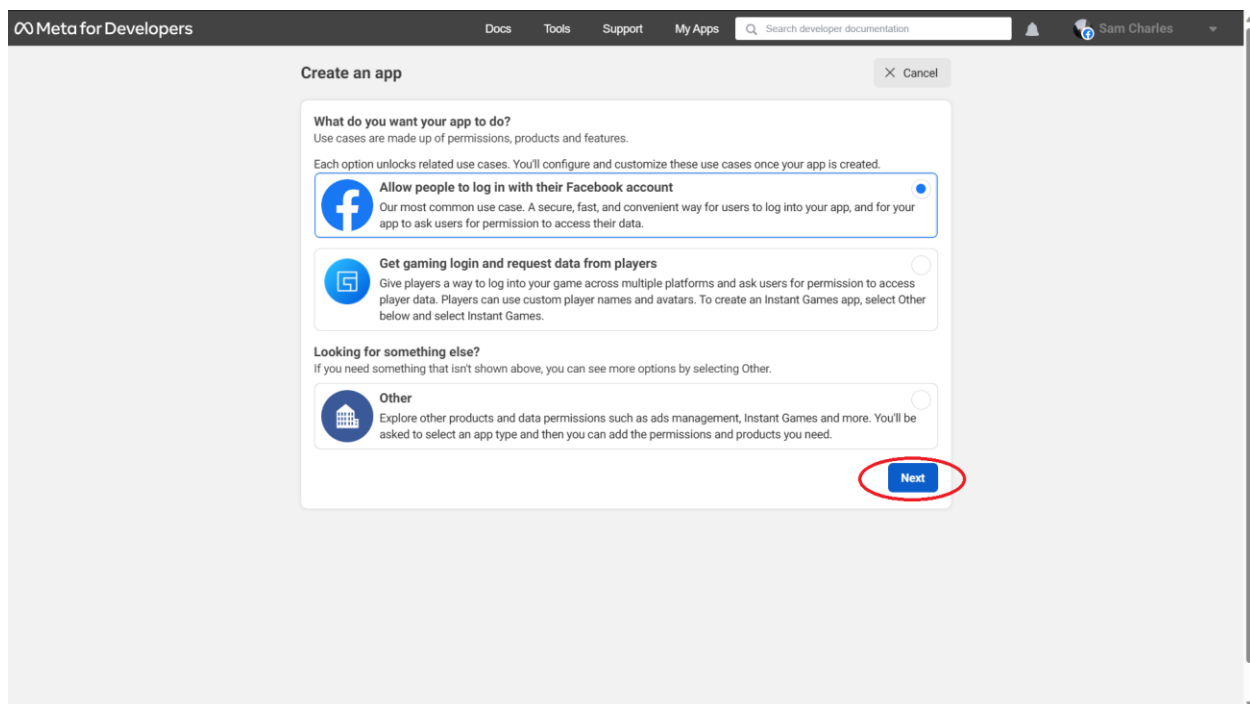 Meta for Developers
Docs Tools Support My Apps Search developer documentation Sam Charles
Create an app
Cancel
What do you want your app to do?
Use cases are made up of permissions, products and features.
Each option unlocks related use cases. You'll configure and customize these use cases once your app is created.
Allow people to log in with their Facebook account
Our most common use case. A secure, fast, and convenient way for users to log into your app, and for your
app to ask users for permission to access their data.
Get gaming login and request data from players
Give players a way to log into your game across multiple platforms and ask users for permission to access
player data. Players can use custom player names and avatars. To create an Instant Games app, select Other
below and select Instant Games.
Looking for something else?
If you need something that isn't shown above, you can see more options by selecting Other.
Other
Explore other products and data permissions such as ads management, Instant Games and more. You'll be
asked to select an app type and then you can add the permissions and products you need.
Next